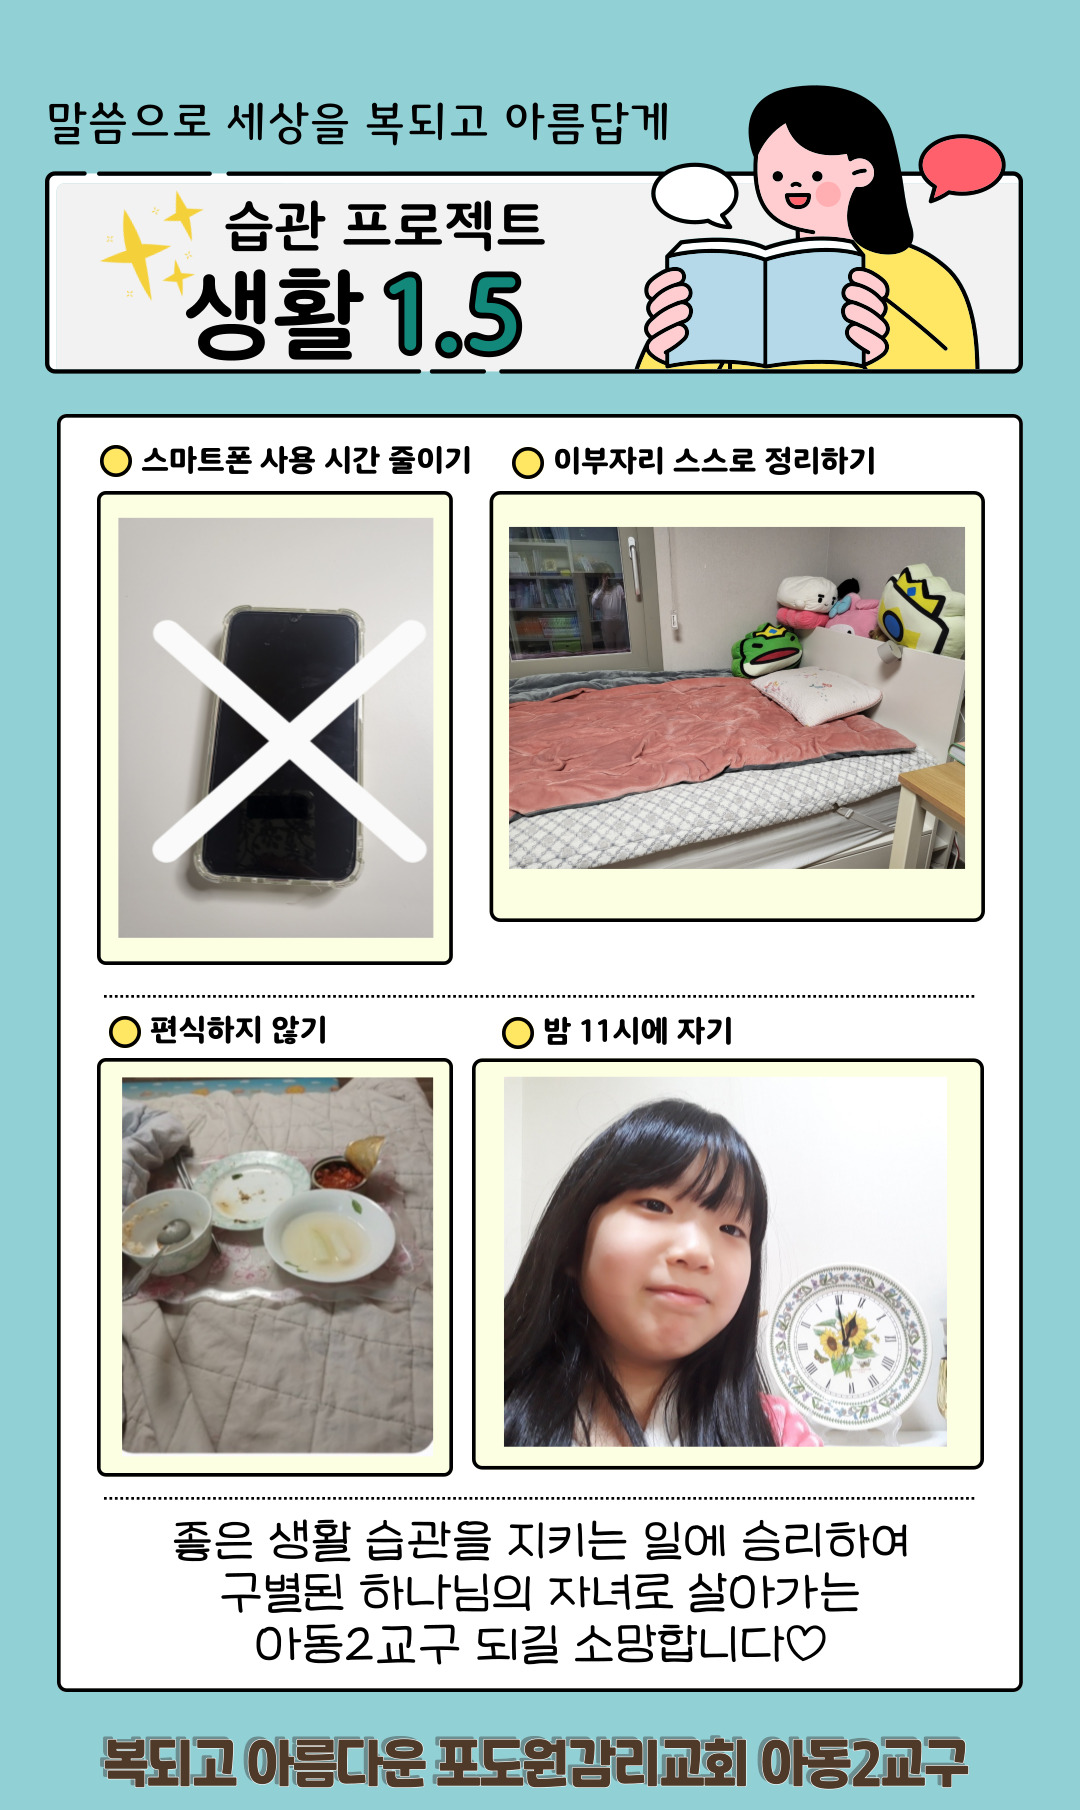 말씀으로 세상을 복되고 아름답게
습관 프로젝트
생활 1.5
스마트폰 사용 시간 줄이기
이부자리 스스로 정리하기
편식하지 않기
밤 11시에 자기
좋은 생활 습관을 지키는 일에 승리하여
구별된 하나님의 자녀로 살아가는
아동2교구 되길 소망합니다♡
복되고 아름다운 포도원감리교회 아동2교구